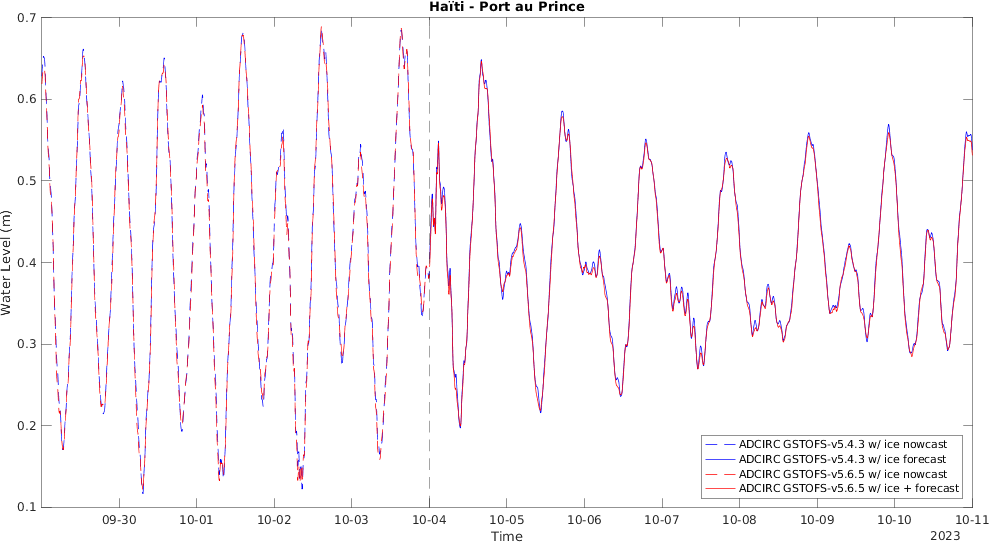 Haïti - Port au Prince
Water Level (m)
0.7
0.6
0.5
0.4
0.3
0.2
0.1
ADCIRC GSTOFS-v5.4.3 w/ ice nowcast
ADCIRC GSTOFS-v5.4.3 w/ ice forecast
ADCIRC GSTOFS-v5.6.5 w/ ice nowcast
ADCIRC GSTOFS-v5.6.5 w/ ice + forecast
09-30 10-01 10-02 10-03 10-04 10-05 10-06 10-07 10-08 10-09 10-10 10-11
Time
2023